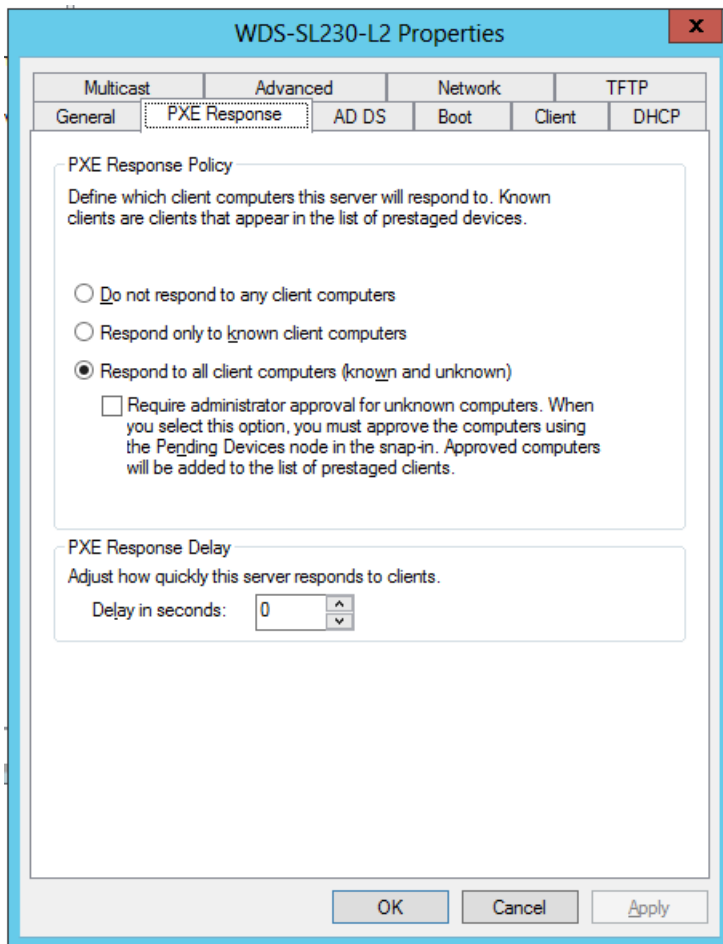 WDS-SL230-L2 Properties
x
Multicast Advanced Network TFTP
General PXE Response AD DS Boot Client DHCP
PXE Response Policy
Define which client computers this server will respond to. Known
clients are clients that appear in the list of prestaged devices.
Do not respond to any client computers
Respond only to known client computers
Respond to all client computers (known and unknown)
Require administrator approval for unknown computers. When
you select this option, you must approve the computers using
the Pending Devices node in the snap-in. Approved computers
will be added to the list of prestaged clients.
PXE Response Delay
Adjust how quickly this server responds to clients.
Delay in seconds: 0
OK Cancel Apply